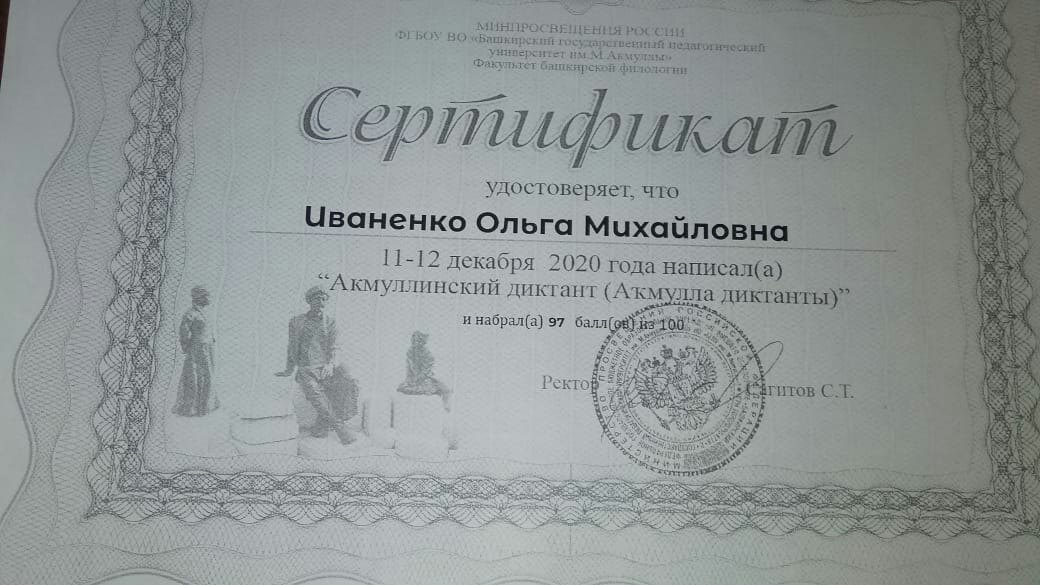 МИНПРОСВЕЩЕНИЯ РОССИИ
ФГБОУ ВО «Башкирский государственный педагогический
университет им.М.Акмуллы»
Факультет башкирской филологии
Сертификат
удостоверяет, что
Иваненко Ольга Михайловна
11-12 декабря 2020 года написал(а)
“Акмуллинский диктант (Аҡмулла диктанты)”
и набрал(а) 97 балл(ов) из 100
Ректор Сагитов С.Т.